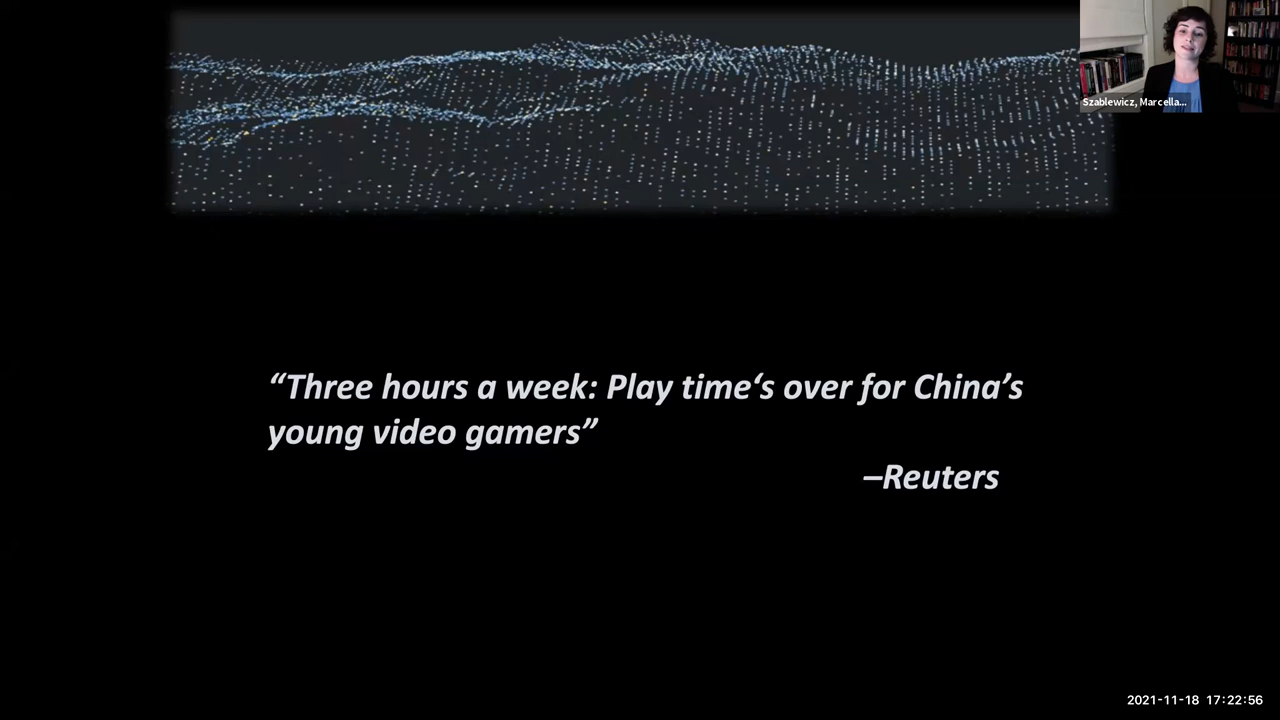 Szablewicz, Marcella...
“Three hours a week: Play time‘s over for China’s
young video gamers”
–Reuters
2021-11-18 17:22:56